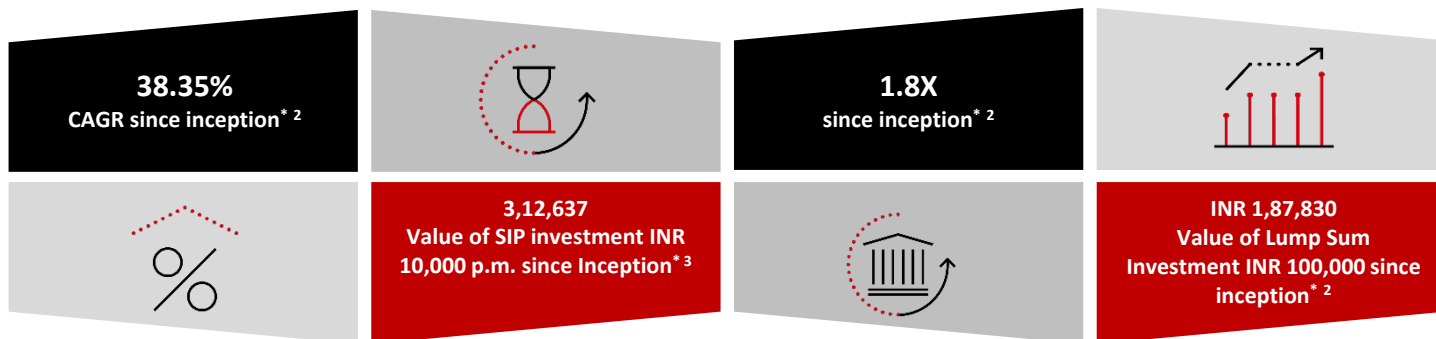 38.35%
CAGR since inception* 2
1.8X
since inception* 2
3,12,637
Value of SIP investment INR
10,000 p.m. since Inception* 3
INR 1,87,830
Value of Lump Sum
Investment INR 100,000 since
inception* 2